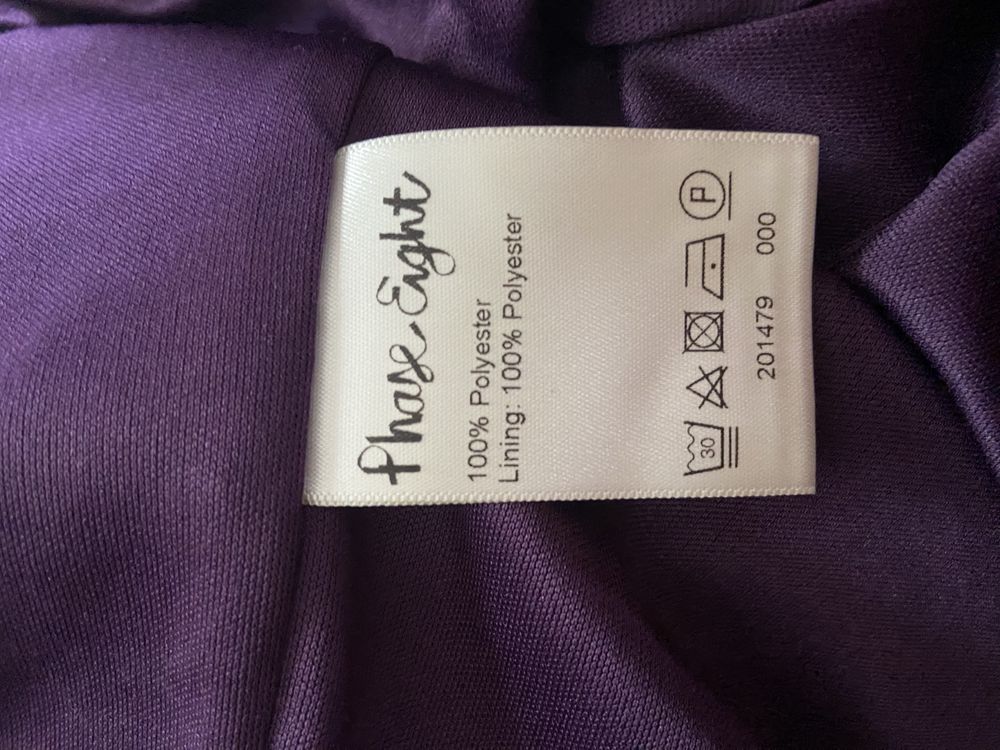 Phase Eight
100% Polyester
Lining: 100% Polyester
30
P
201479 000